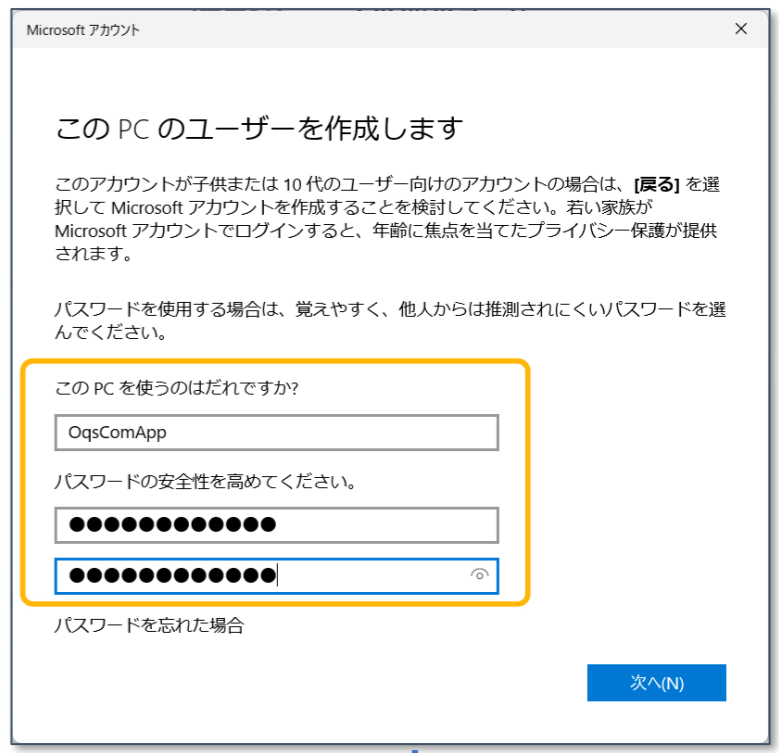 Microsoft アカウント
この PC のユーザーを作成します
このアカウントが子供または 10 代のユーザー向けのアカウントの場合は、[戻る] を選
択して Microsoft アカウントを作成することを検討してください。若い家族が
Microsoft アカウントでログインすると、年齢に焦点を当てたプライバシー保護が提供
されます。
パスワードを使用する場合は、覚えやすく、他人からは推測されにくいパスワードを選
んでください。
この PC を使うのはだれですか?
OqsComApp
パスワードの安全性を高めてください。
●●●●●●●●●●●●
●●●●●●●●●●●●
パスワードを忘れた場合
次へ(N)